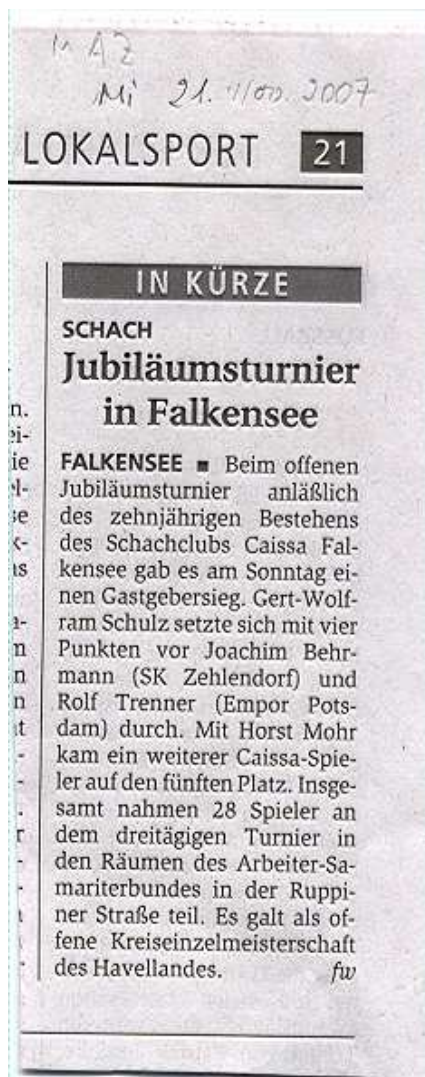 MAZ
Mi 21. 2007
LOKALSPORT 21
IN KÜRZE
SCHACH
Jubiläumsturnier
in Falkensee
FALKENSEE ■ Beim offenen
Jubiläumsturnier anläßlich
des zehnjährigen Bestehens
des Schachclubs Caissa Fal-
kensee gab es am Sonntag ei-
nen Gastgebersieg. Gert-Wolf-
ram Schulz setzte sich mit vier
Punkten vor Joachim Behr-
mann (SK Zehlendorf) und
Rolf Trenner (Empor Pots-
dam) durch. Mit Horst Mohr
kam ein weiterer Caissa-Spie-
ler auf den fünften Platz. Insge-
samt nahmen 28 Spieler an
dem dreitägigen Turnier in
den Räumen des Arbeiter-Sa-
mariterbundes in der Ruppi-
ner Straße teil. Es galt als of-
fene Kreiseinzelmeisterschaft
des Havellandes. fw